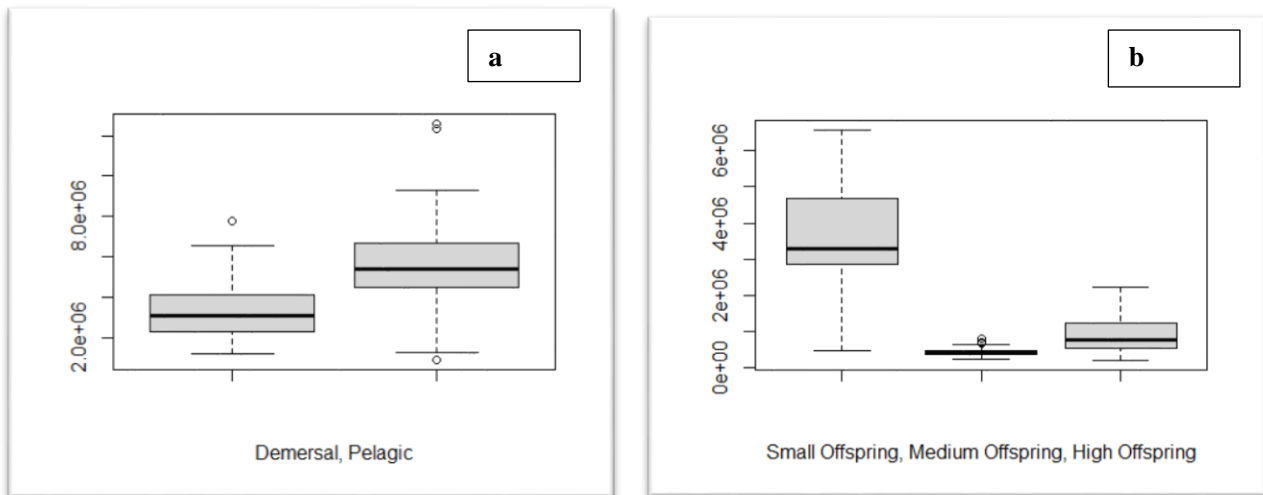 a
8.0e+06
2.0e+06
Demersal, Pelagic
b
6e+06
4e+06
2e+06
0e+00
Small Offspring, Medium Offspring, High Offspring